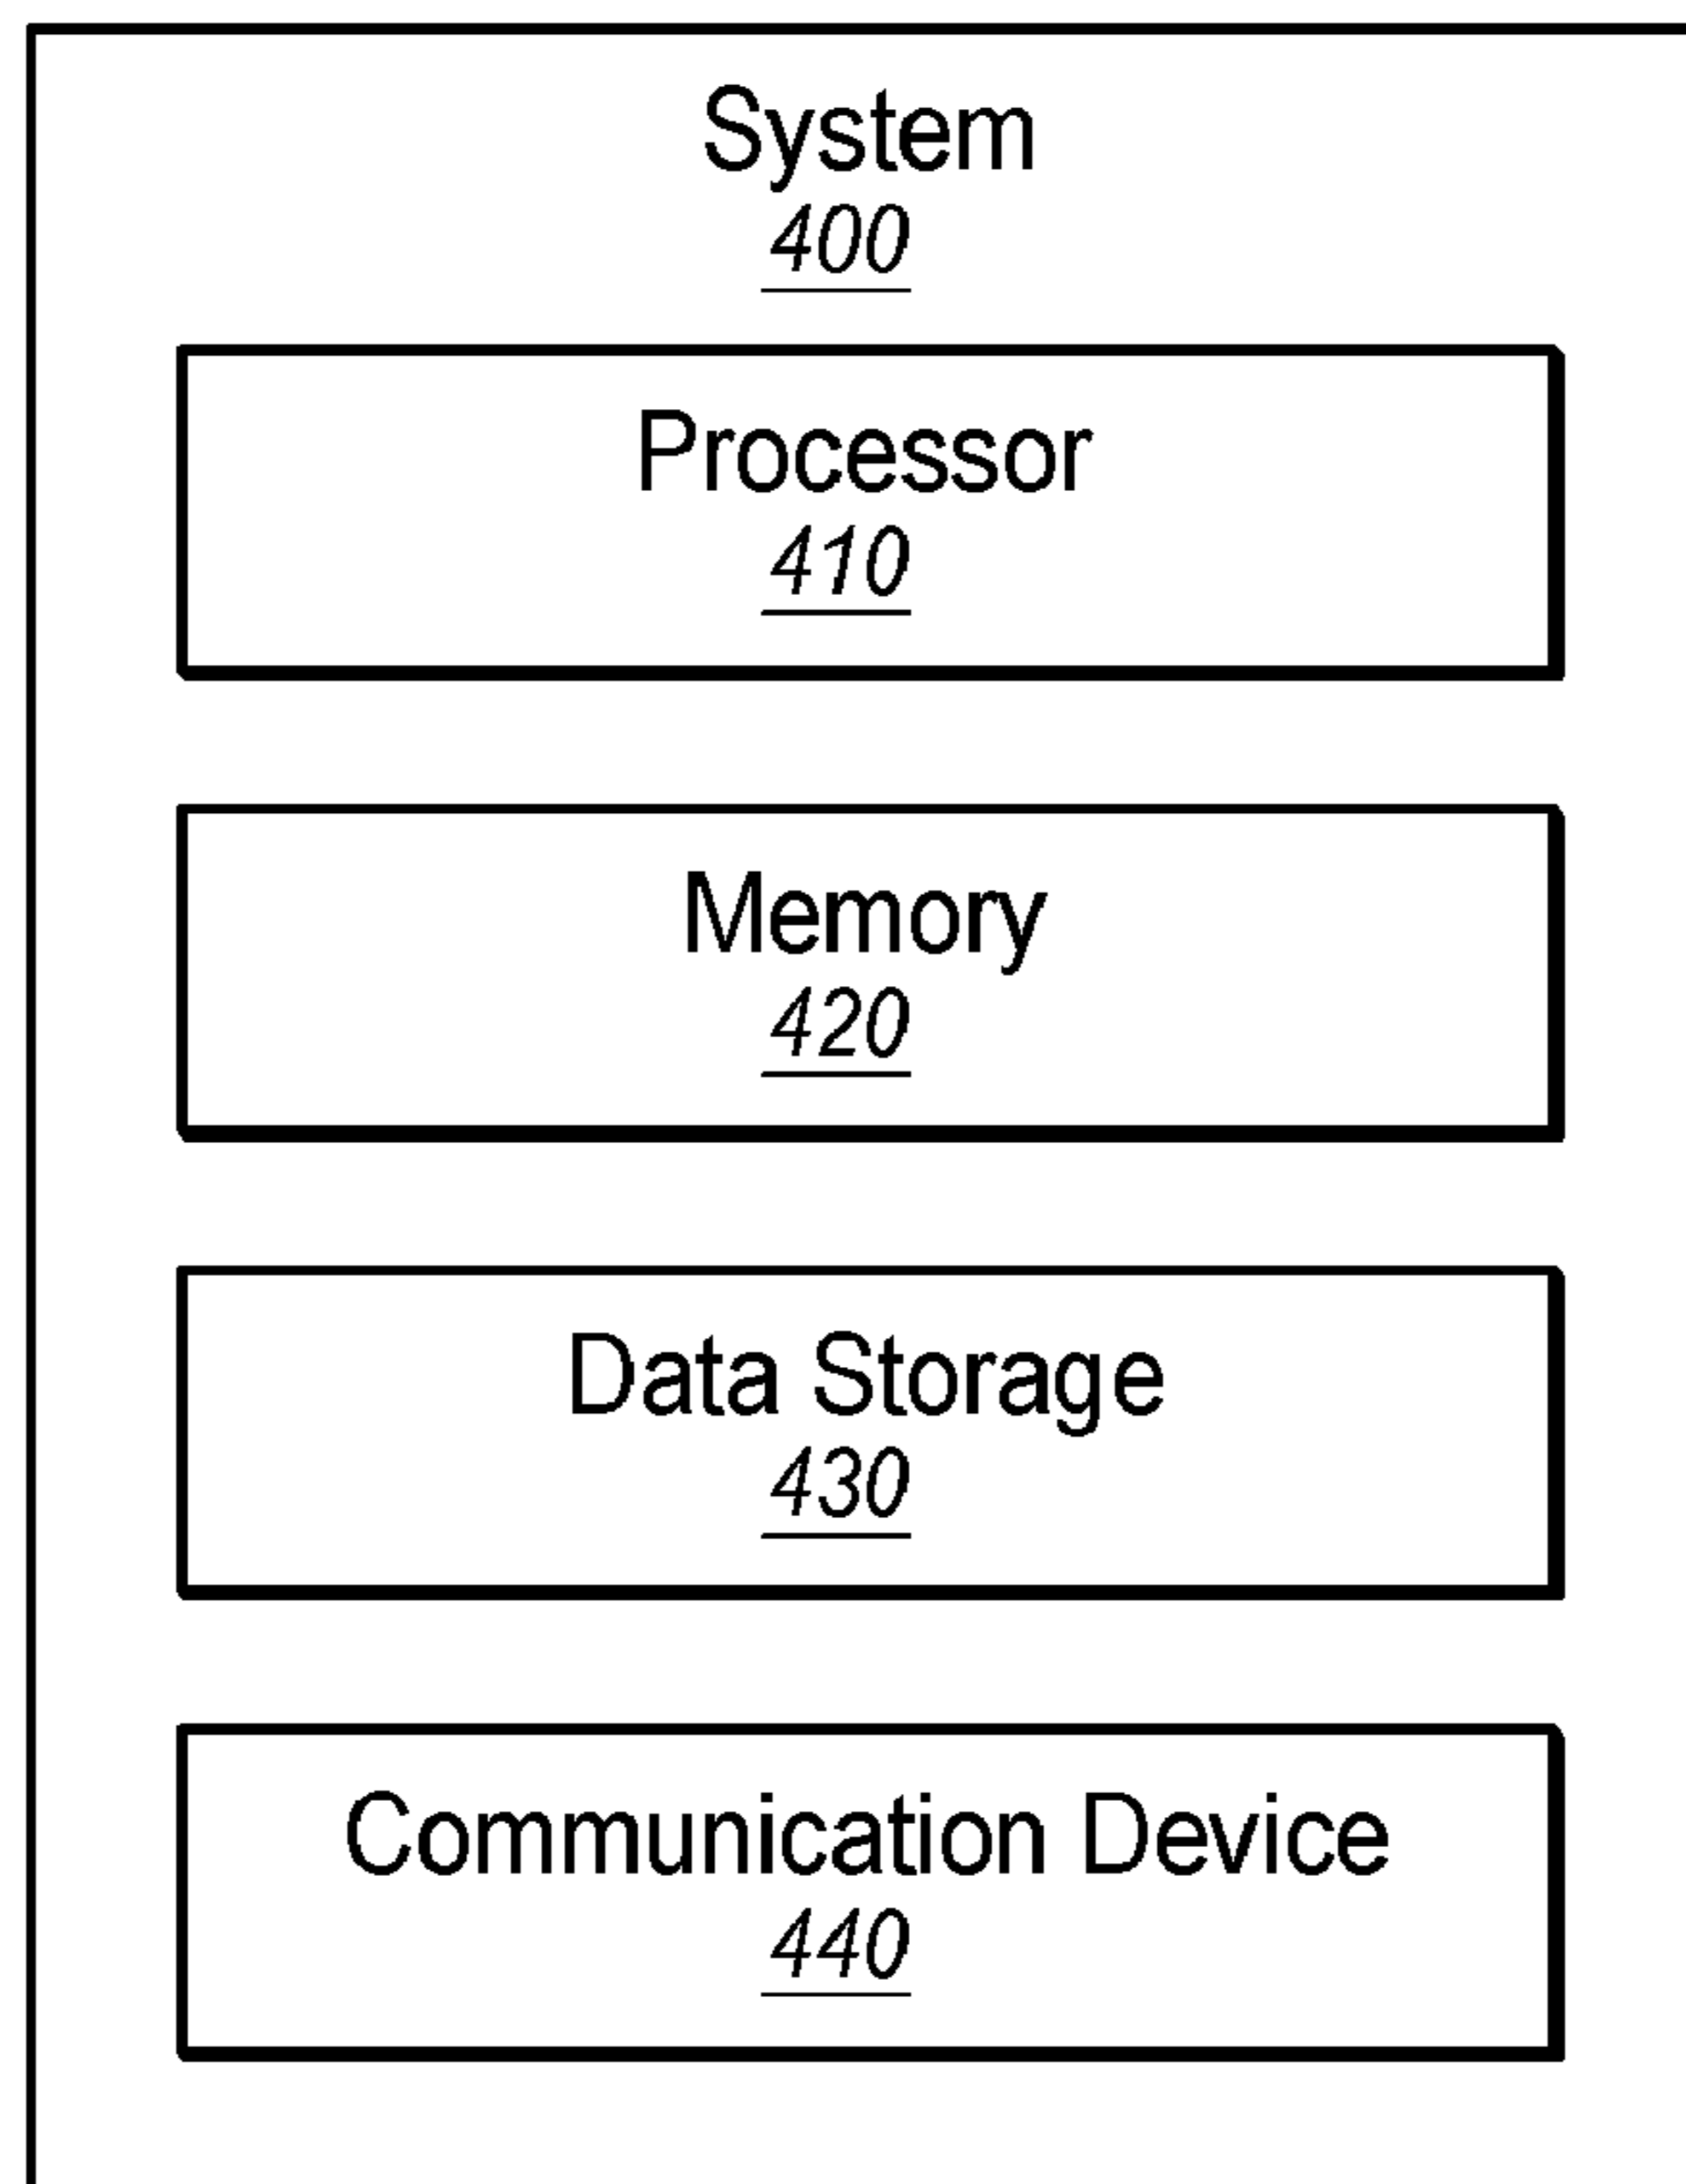 System
400
Processor
410
Memory
420
Data Storage
430
Communication Device
440